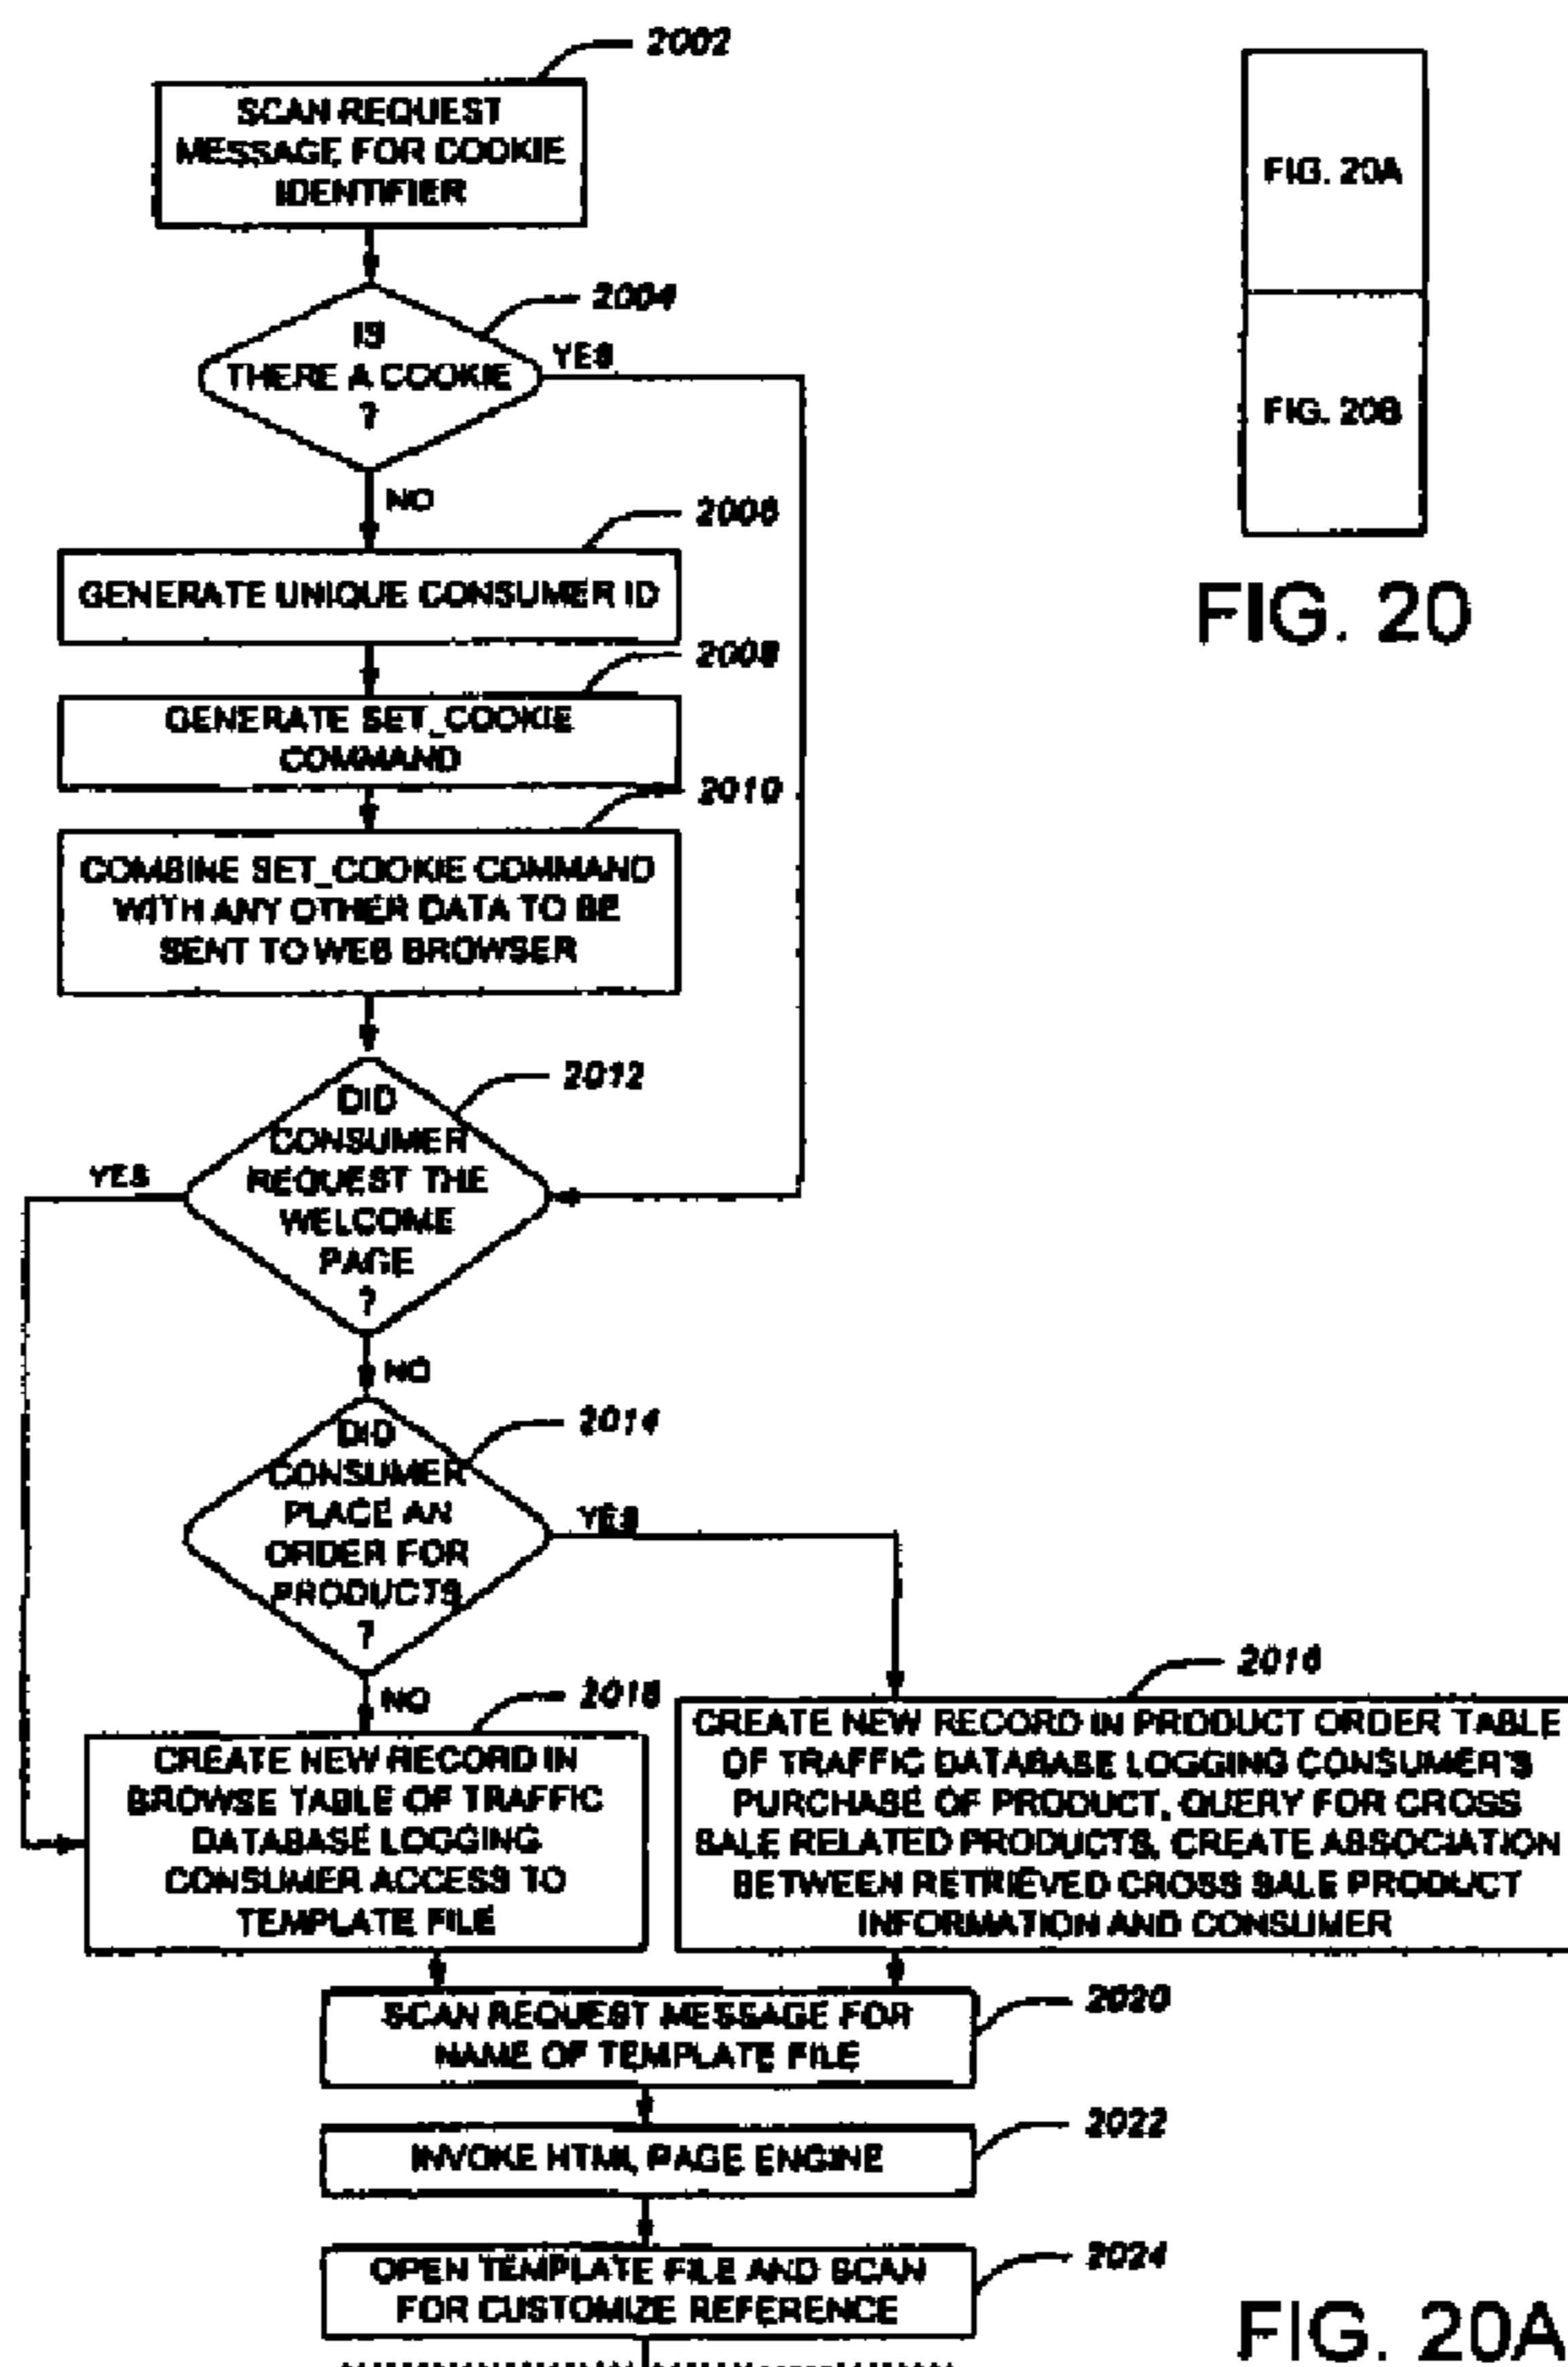 2002
SCAN REQUEST
MESSAGE FOR COOKIE
IDENTIFIER
2004
IS
THERE A COOKIE
?
YES
NO
2006
GENERATE UNIQUE CONSUMER ID
2008
GENERATE SET_COOKIE
COMMAND
2010
COMBINE SET_COOKIE COMMAND
WITH ANY OTHER DATA TO BE
SENT TO WEB BROWSER
2012
DID
CONSUMER
REQUEST THE
WELCOME
PAGE
?
YES
NO
2014
DID
CONSUMER
PLACE AN
ORDER FOR
PRODUCTS
?
YES
NO
2018
CREATE NEW RECORD IN
BROWSE TABLE OF TRAFFIC
DATABASE LOGGING
CONSUMER ACCESS TO
TEMPLATE FILE
2016
CREATE NEW RECORD IN PRODUCT ORDER TABLE
OF TRAFFIC DATABASE LOGGING CONSUMER'S
PURCHASE OF PRODUCT, QUERY FOR CROSS
SALE RELATED PRODUCTS, CREATE ASSOCIATION
BETWEEN RETRIEVED CROSS SALE PRODUCT
INFORMATION AND CONSUMER
2020
SCAN REQUEST MESSAGE FOR
NAME OF TEMPLATE FILE
2022
INVOKE HTML PAGE ENGINE
2024
OPEN TEMPLATE FILE AND SCAN
FOR CUSTOMIZE REFERENCE
FIG. 20A
FIG. 20B
FIG. 20
FIG. 20A